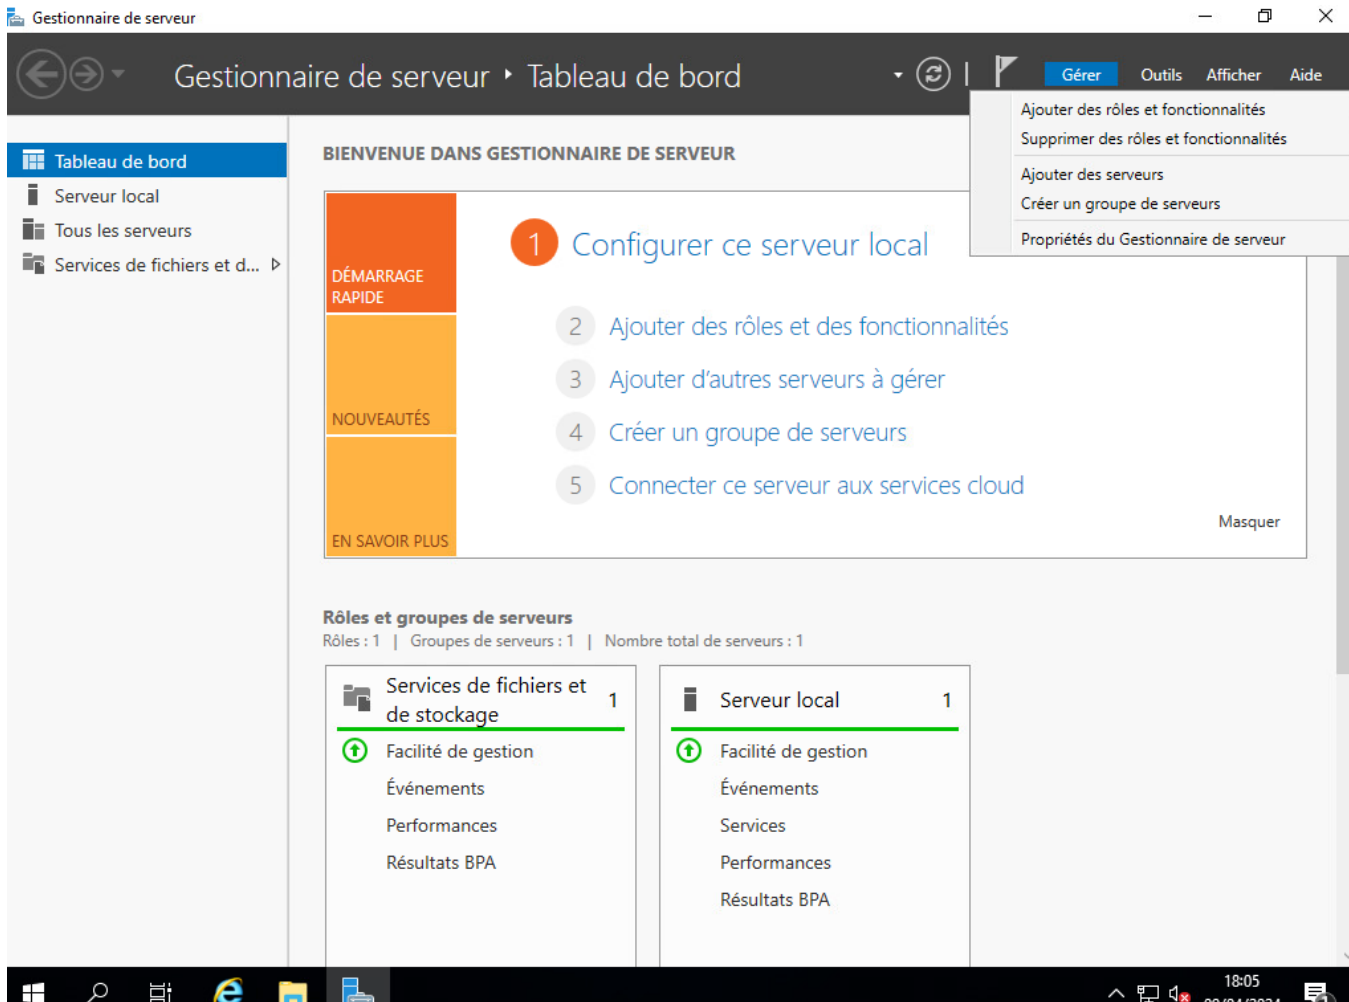 Gestionnaire de serveur
Gestionnaire de serveur ‣ Tableau de bord
Gérer Outils Afficher Aide
Ajouter des rôles et fonctionnalités
Supprimer des rôles et fonctionnalités
Ajouter des serveurs
Créer un groupe de serveurs
Propriétés du Gestionnaire de serveur
Tableau de bord
Serveur local
Tous les serveurs
Services de fichiers et d...
BIENVENUE DANS GESTIONNAIRE DE SERVEUR
DÉMARRAGE
RAPIDE
NOUVEAUTÉS
EN SAVOIR PLUS
1 Configurer ce serveur local
2 Ajouter des rôles et des fonctionnalités
3 Ajouter d'autres serveurs à gérer
4 Créer un groupe de serveurs
5 Connecter ce serveur aux services cloud
Masquer
Rôles et groupes de serveurs
Rôles : 1 | Groupes de serveurs : 1 | Nombre total de serveurs : 1
Services de fichiers et
de stockage
1
Facilité de gestion
Événements
Performances
Résultats BPA
Serveur local 1
Facilité de gestion
Événements
Services
Performances
Résultats BPA
18:05